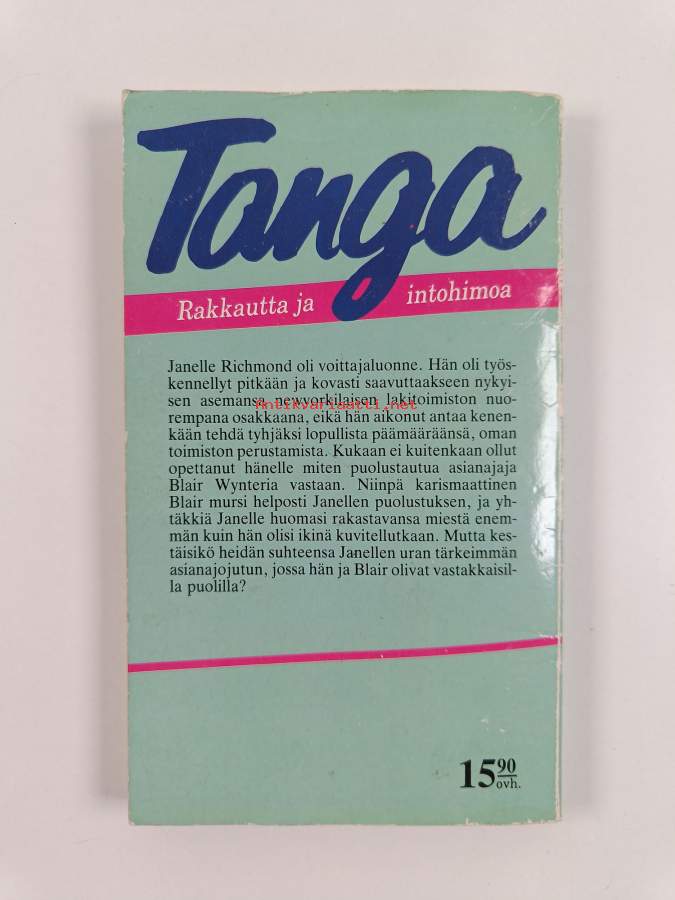 Tanga
Rakkautta ja intohimoa
Janelle Richmond oli voittajaluonne. Hän oli työs-
kennellyt pitkään ja kovasti saavuttaakseen nykyi-
sen asemansa newyorkilaisen lakitoimiston nuo-
Antikvariaatti.net
rempana osakkaana, eikä hän aikonut antaa kenen-
kään tehdä tyhjäksi lopullista päämääräänsä, oman
toimiston perustamista. Kukaan ei kuitenkaan ollut
opettanut hänelle miten puolustautua asianajaja
Blair Wynteria vastaan. Niinpä karismaattinen
Blair mursi helposti Janellen puolustuksen, ja yh-
täkkiä Janelle huomasi rakastavansa miestä enem-
män kuin hän olisi ikinä kuvitellutkaan. Mutta kes-
täisikö heidän suhteensa Janellen uran tärkeimmän
asianajojutun, jossa hän ja Blair olivat vastakkaisil-
la puolilla?
15 90
ovh.